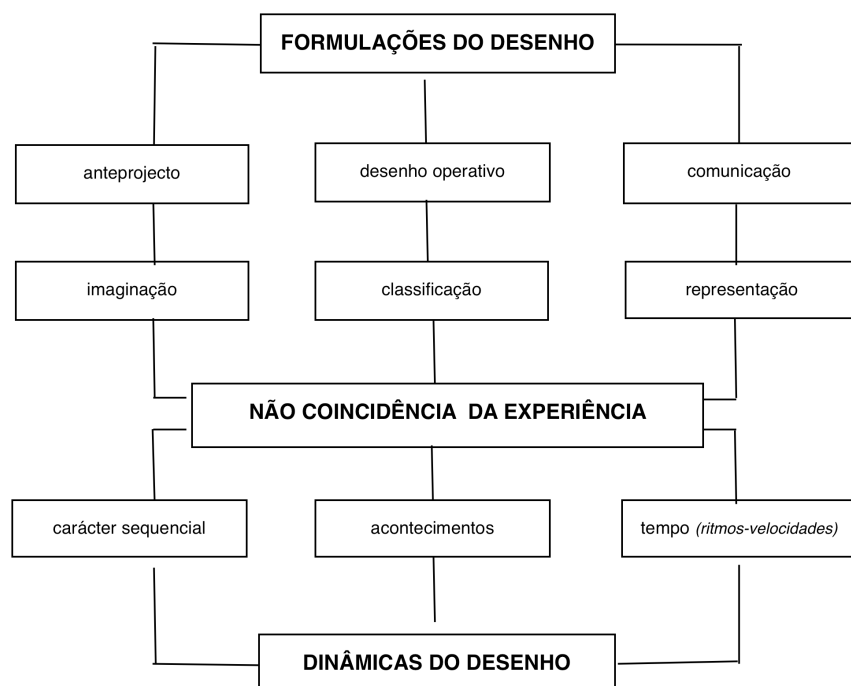 FORMULAÇÕES DO DESENHO
anteprojecto
desenho operativo
comunicação
imaginação
classificação
representação
NÃO COINCIDÊNCIA DA EXPERIÊNCIA
carácter sequencial
acontecimentos
tempo (ritmos-velocidades)
DINÂMICAS DO DESENHO